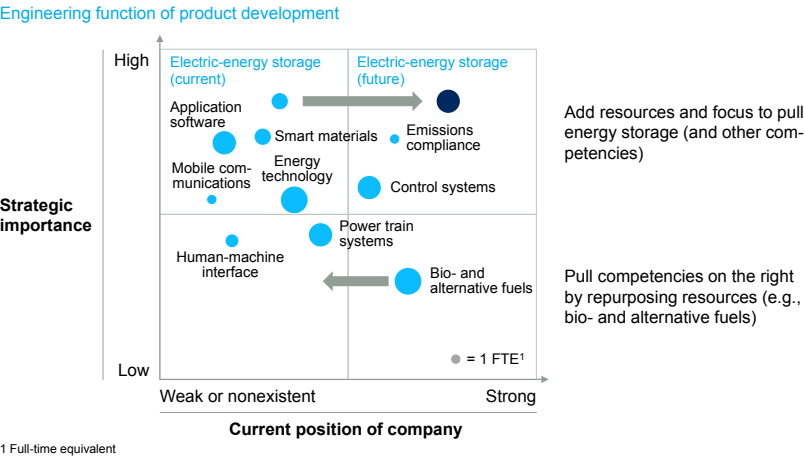 Engineering function of product development
High
Electric-energy storage
(current)
Electric-energy storage
(future)
Application
software
Smart materials
Emissions
compliance
Mobile com-
munications
Energy
technology
Control systems
Add resources and focus to pull
energy storage (and other com-
petencies)
Strategic
importance
Power train
systems
Human-machine
interface
Bio- and
alternative fuels
Pull competencies on the right
by repurposing resources (e.g.,
bio- and alternative fuels)
= 1 FTE¹
Low
Weak or nonexistent
Strong
Current position of company
1 Full-time equivalent